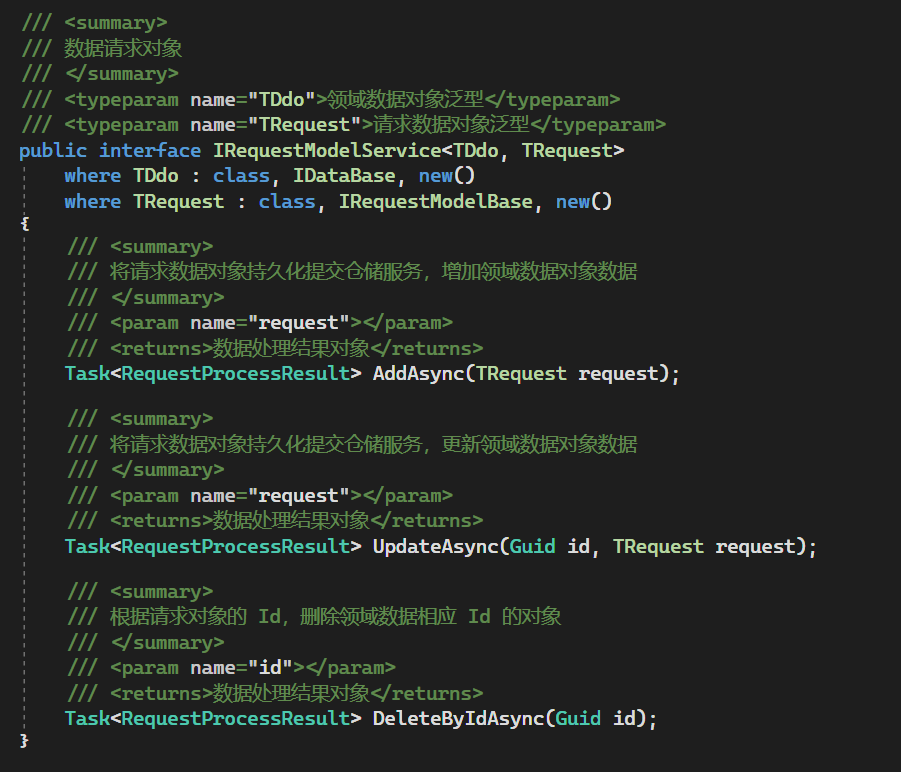 /// <summary>
/// 数据请求对象
/// </summary>
/// <typeparam name="TDdo">领域数据对象泛型</typeparam>
/// <typeparam name="TRequest">请求数据对象泛型</typeparam>
public interface IRequestModelService<TDdo, TRequest>
    where TDdo : class, IDataBase, new()
    where TRequest : class, IRequestModelBase, new()
{
    /// <summary>
    /// 将请求数据对象持久化提交仓储服务，增加领域数据对象数据
    /// </summary>
    /// <param name="request"></param>
    /// <returns>数据处理结果对象</returns>
    Task<RequestProcessResult> AddAsync(TRequest request);

    /// <summary>
    /// 将请求数据对象持久化提交仓储服务，更新领域数据对象数据
    /// </summary>
    /// <param name="request"></param>
    /// <returns>数据处理结果对象</returns>
    Task<RequestProcessResult> UpdateAsync(Guid id, TRequest request);

    /// <summary>
    /// 根据请求对象的 Id，删除领域数据相应 Id 的对象
    /// </summary>
    /// <param name="id"></param>
    /// <returns>数据处理结果对象</returns>
    Task<RequestProcessResult> DeleteByIdAsync(Guid id);
}